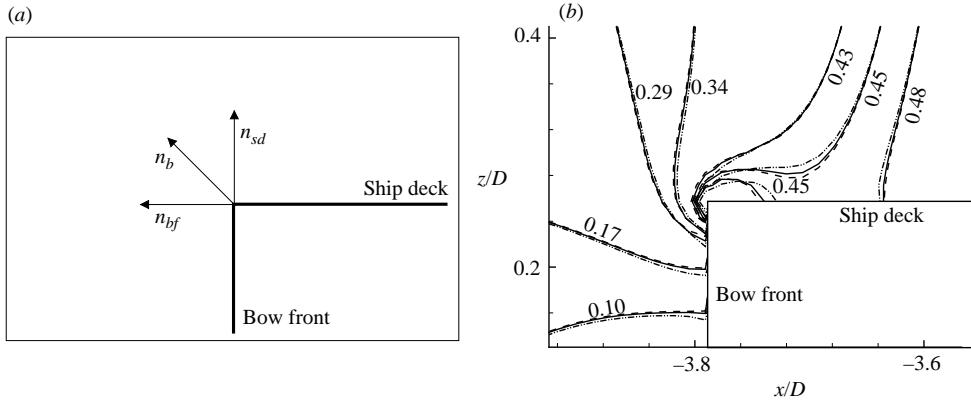 (a)
n_sd
n_b
n_bf
Ship deck
Bow front
(b)
0.4
z/D
0.2
0.29
0.34
0.43
0.45
0.48
0.45
0.17
0.10
Ship deck
Bow front
−3.8
−3.6
x/D